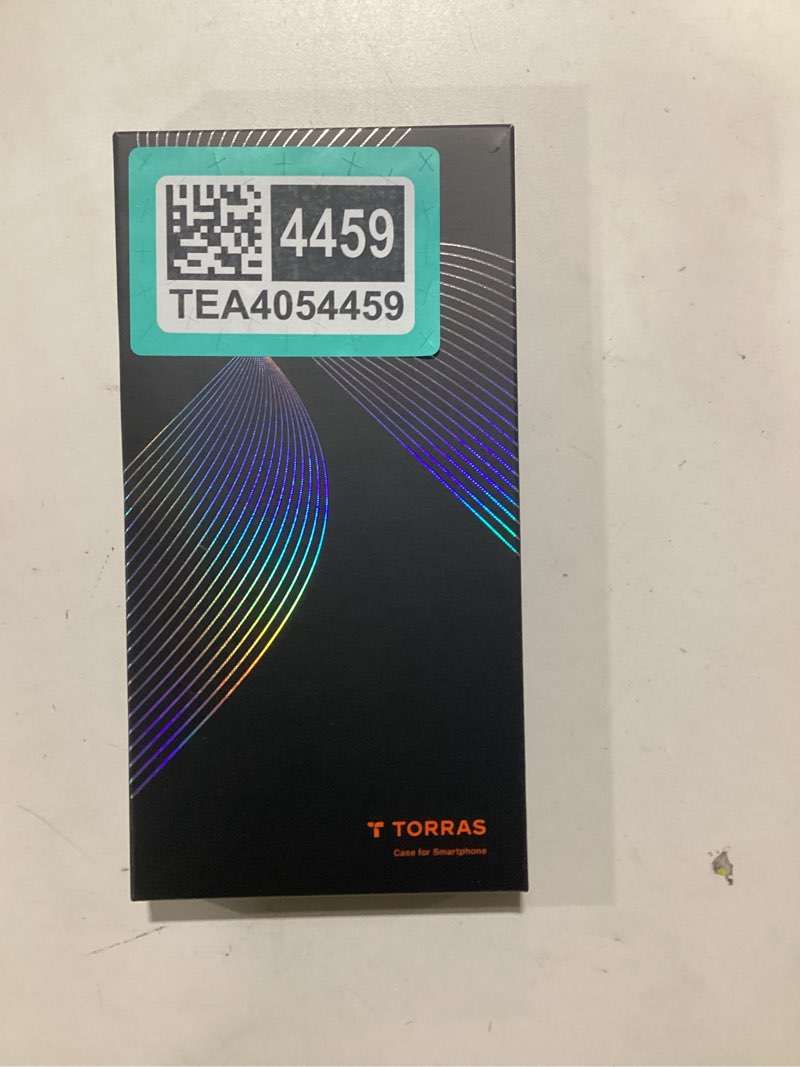 4459
TEA4054459
TORRAS
Case for Smartphone